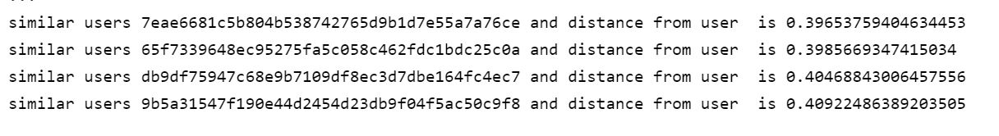 similar users 7eae6681c5b804b538742765d9b1d7e55a7a76ce and distance from user  is 0.39653759404634453
similar users 65f7339648ec95275fa5c058c462fdc1bdc25c0a and distance from user  is 0.3985669347415034
similar users db9df75947c68e9b7109df8ec3d7dbe164fc4ec7 and distance from user  is 0.40468843006457556
similar users 9b5a31547f190e44d2454d23db9f04f5ac50c9f8 and distance from user  is 0.40922486389203505